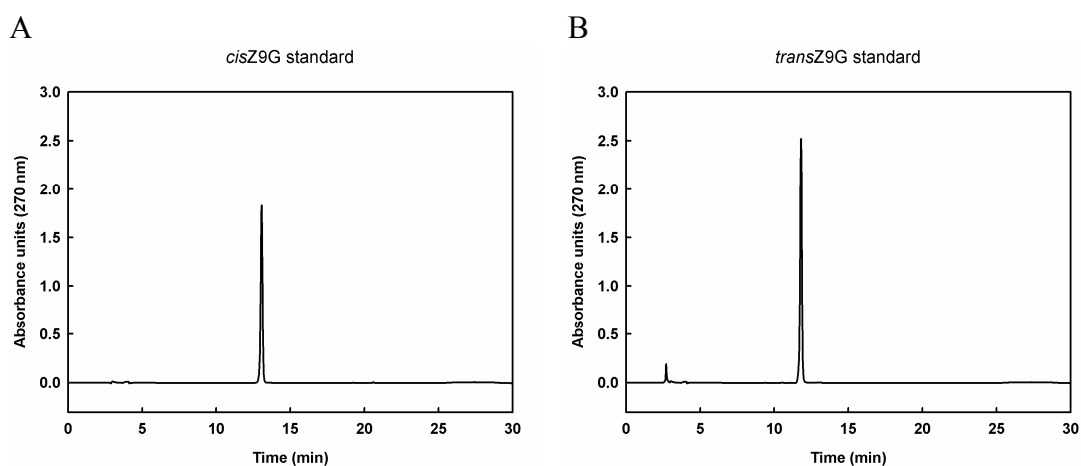 A
cisZ9G standard
Absorbance units (270 nm)
3.0
2.5
2.0
1.5
1.0
0.5
0.0
0 5 10 15 20 25 30
Time (min)
B
transZ9G standard
Absorbance units (270 nm)
3.0
2.5
2.0
1.5
1.0
0.5
0.0
0 5 10 15 20 25 30
Time (min)